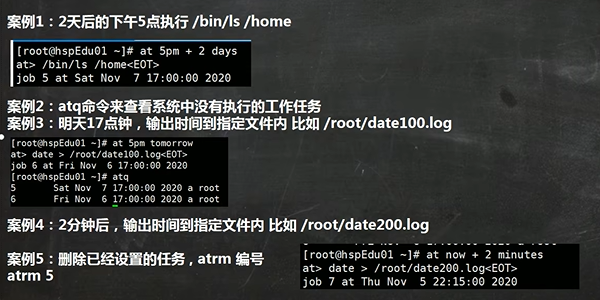 案例1：2天后的下午5点执行 /bin/ls /home
[root@hspEdu01 ~]# at 5pm + 2 days
at> /bin/ls /home<EOT>
job 5 at Sat Nov  7 17:00:00 2020
案例2：atq命令来查看系统中没有执行的工作任务
案例3：明天17点钟，输出时间到指定文件内 比如 /root/date100.log
[root@hspEdu01 ~]# at 5pm tomorrow
at> date > /root/date100.log<EOT>
job 6 at Fri Nov  6 17:00:00 2020
[root@hspEdu01 ~]# atq
5       Sat Nov  7 17:00:00 2020 a root
6       Fri Nov  6 17:00:00 2020 a root
案例4：2分钟后，输出时间到指定文件内 比如 /root/date200.log
[root@hspEdu01 ~]# at now + 2 minutes
at> date > /root/date200.log<EOT>
job 7 at Thu Nov  5 22:15:00 2020
案例5：删除已经设置的任务，atrm 编号
atrm 5